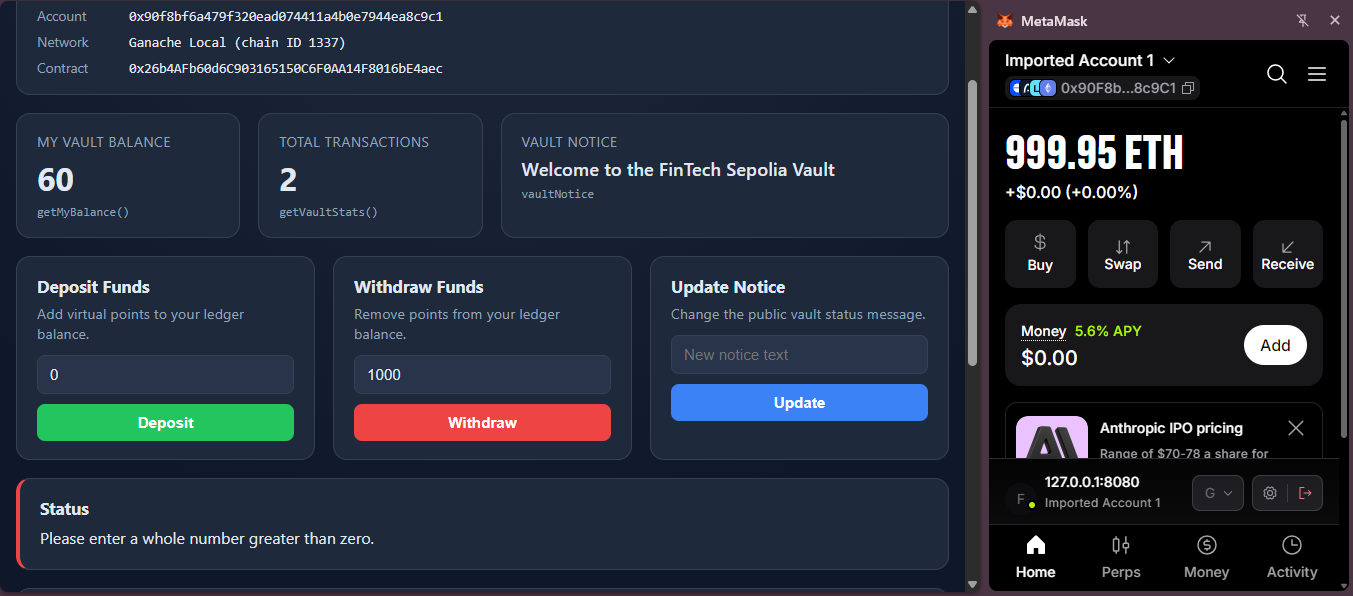 Account 0x90f8bf6a479f320ead074411a4b0e7944ea8c9c1
Network Ganache Local (chain ID 1337)
Contract 0x26b4AFb60d6C903165150C6F0AA14F8016bE4aec
MY VAULT BALANCE
60
getMyBalance()
TOTAL TRANSACTIONS
2
getVaultStats()
VAULT NOTICE
Welcome to the FinTech Sepolia Vault
vaultNotice
Deposit Funds
Add virtual points to your ledger
balance.
0
Deposit
Withdraw Funds
Remove points from your ledger
balance.
1000
Withdraw
Update Notice
Change the public vault status message.
New notice text
Update
Status
Please enter a whole number greater than zero.
MetaMask
Imported Account 1
0x90F8b...8c9C1
999.95 ETH
+$0.00 (+0.00%)
Buy
Swap
Send
Receive
Money 5.6% APY
$0.00
Add
Anthropic IPO pricing
Range of $70-78 a share for
F
127.0.0.1:8080
Imported Account 1
G
Home
Perps
Money
Activity